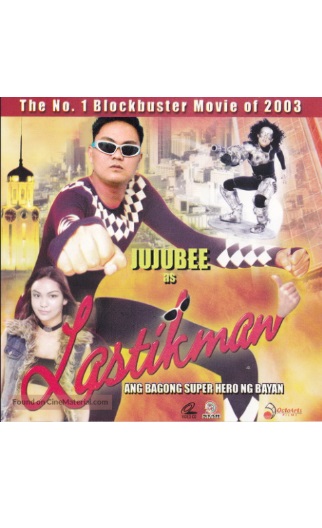 The No. 1 Blockbuster Movie of 2003
JUJUBEE
as
Lastikman
ANG BAGONG SUPER HERO NG BAYAN
Found on CineMaterial.com